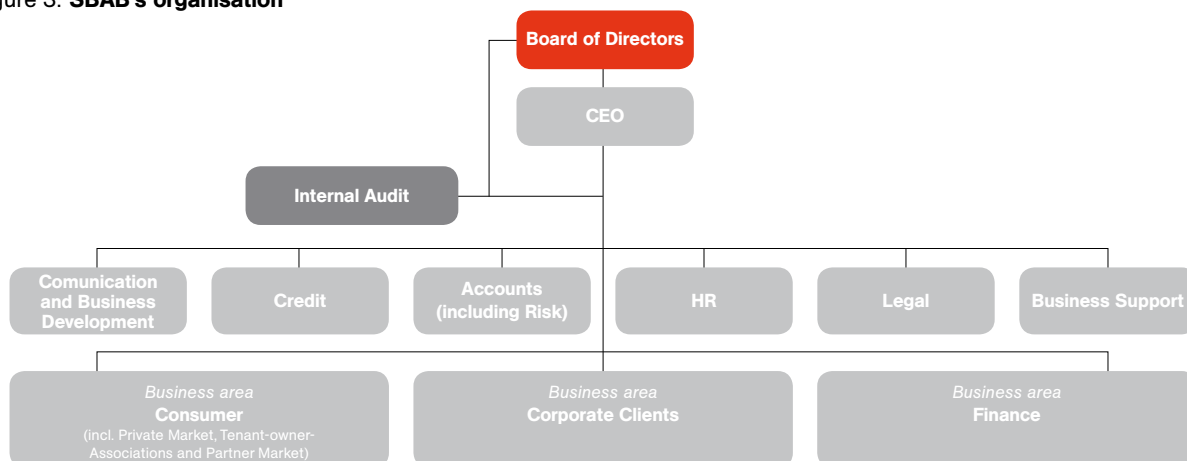 SBAB's organisation
Board of Directors
CEO
Internal Audit
Comunication
and Business
Development
Credit
Accounts
(including Risk)
HR
Legal
Business Support
Business area
Consumer
(incl. Private Market, Tenant-owner-
Associations and Partner Market)
Business area
Corporate Clients
Business area
Finance